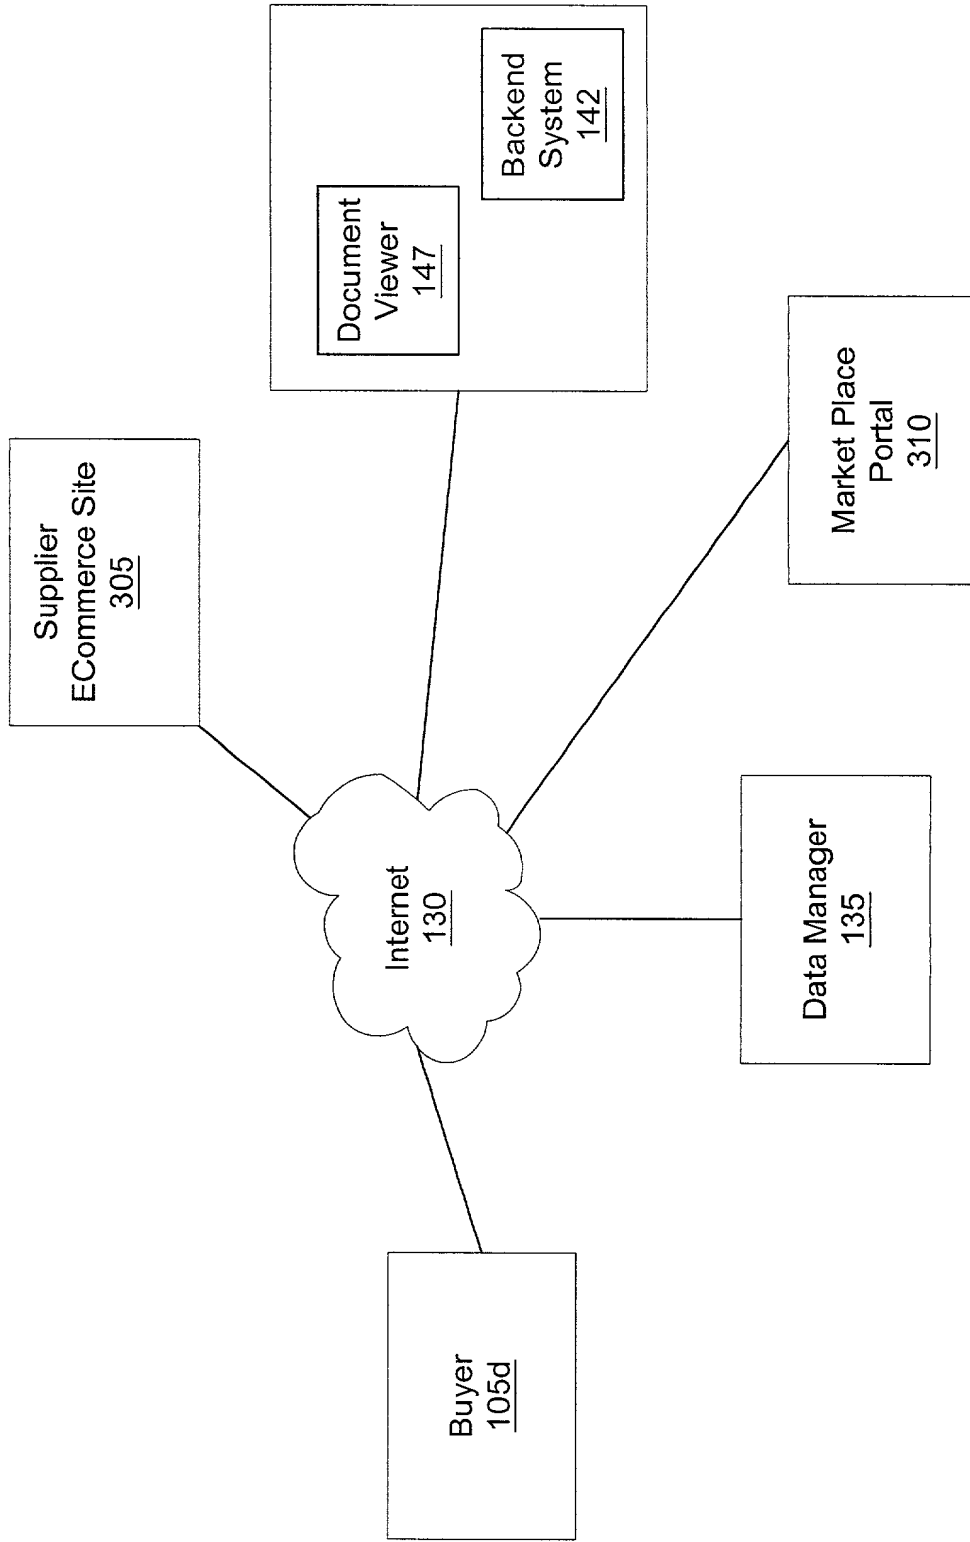 Supplier
ECommerce Site
305
Document
Viewer
147
Backend
System
142
Internet
130
Buyer
105d
Data Manager
135
Market Place
Portal
310